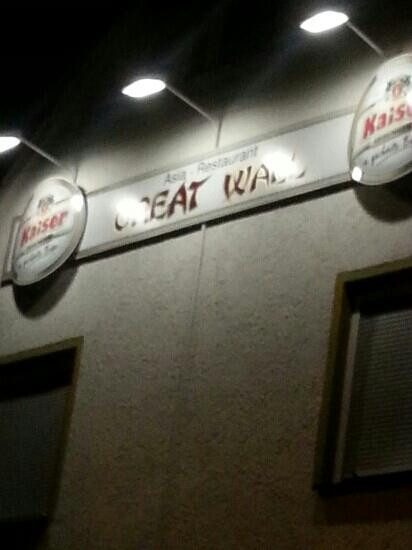 Asia - Restaurant
GREAT WALL
Kaiser
Kaiser